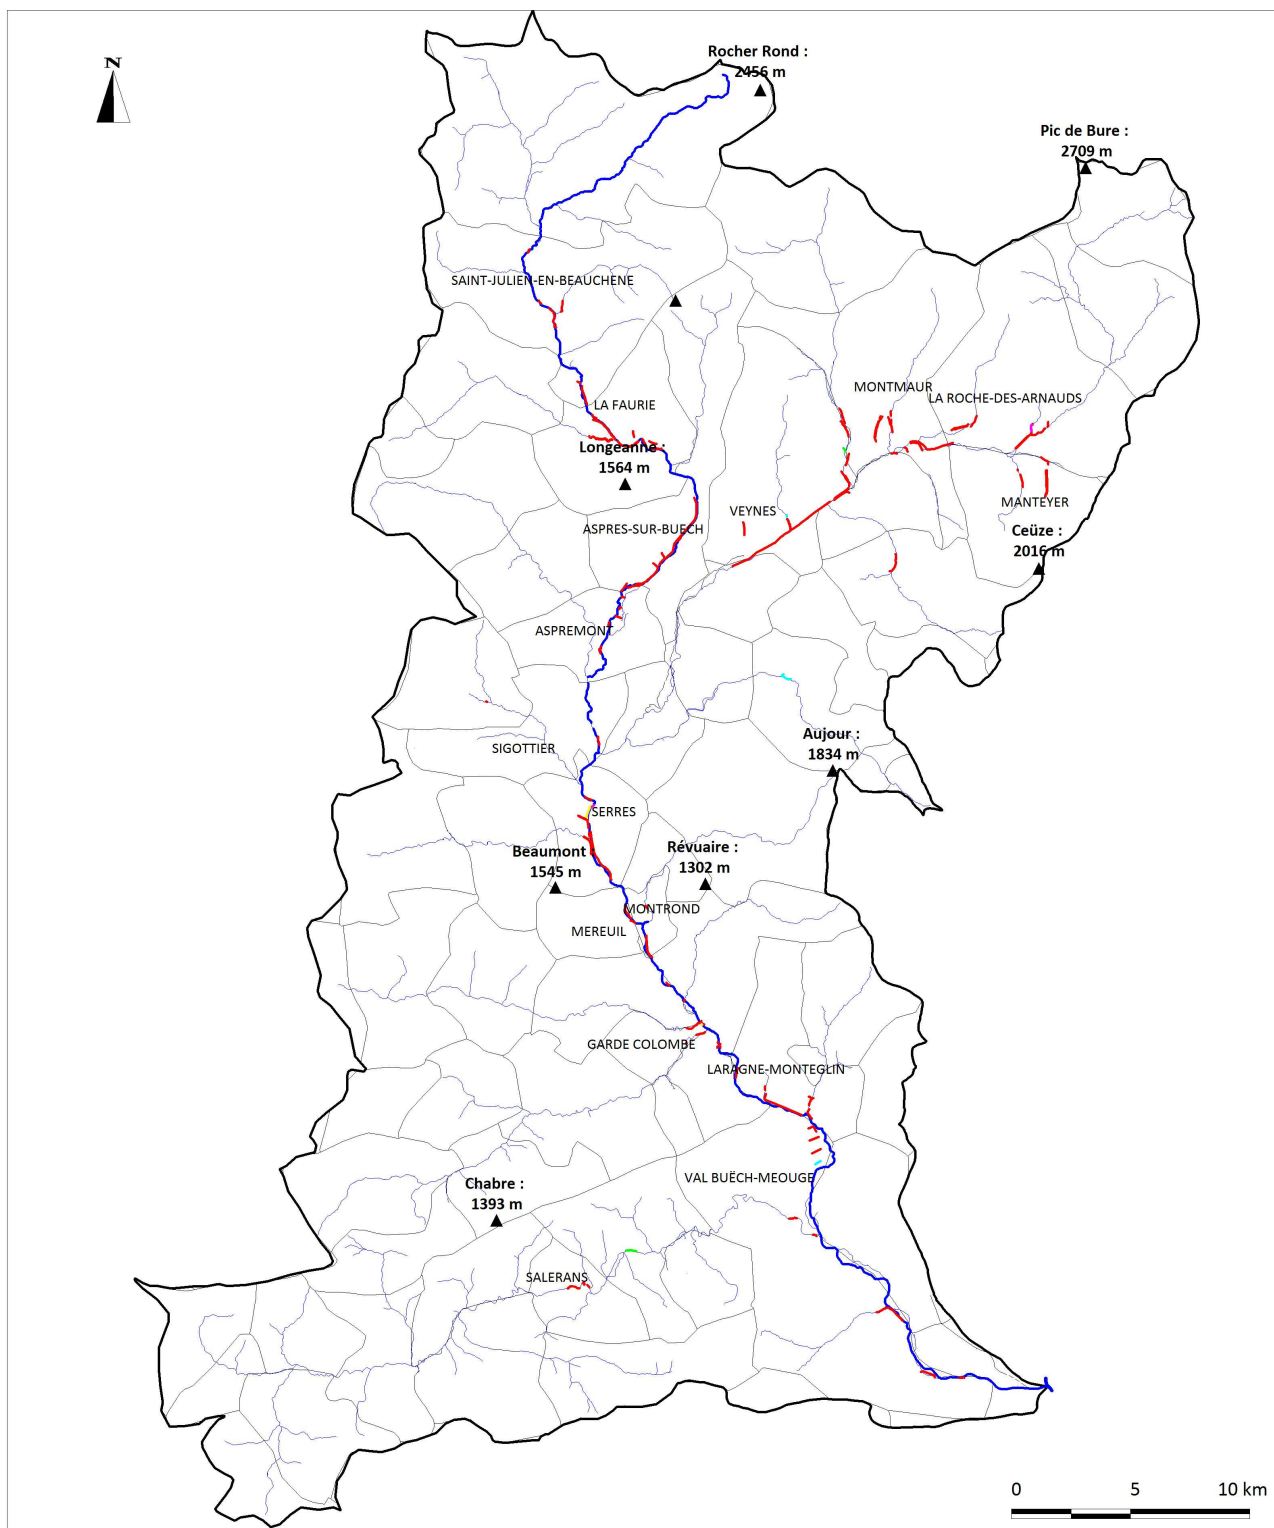 Rocher Rond :
2456 m
N
Pic de Bure :
2709 m
SAINT-JULIEN-EN-BEAUCHENE
MONTMAUR
LA ROCHE-DES-ARNAUDS
LA FAURIE
Longeanne :
1564 m
MANTEYER
VEYNES
ASPRES-SUR-BUECH
Ceüze :
2016 m
ASPREMONT
Aujour :
1834 m
SIGOTTIER
SERRES
Beaumont :
1545 m
Révuaire :
1302 m
MONTROND
MEREUIL
GARDE COLOMBE
LARAGNE-MONTEGLIN
VAL BUËCH-MEOUGE
Chabre :
1393 m
SALERANS
0 5 10 km